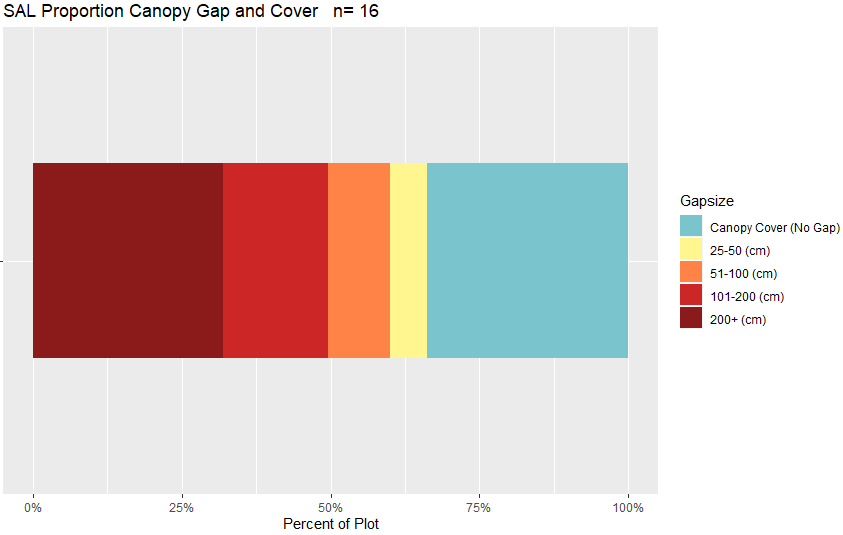 SAL Proportion Canopy Gap and Cover   n= 16
Gapsize
Canopy Cover (No Gap)
25-50 (cm)
51-100 (cm)
101-200 (cm)
200+ (cm)
0%
25%
50%
75%
100%
Percent of Plot